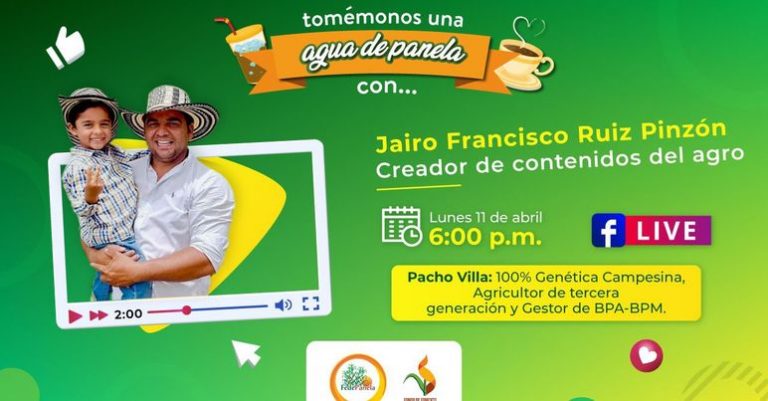 tomémonos una
agua de panela
con...
Jairo Francisco Ruiz Pinzón
Creador de contenidos del agro
Lunes 11 de abril
6:00 p.m.
f LIVE
Pacho Villa: 100% Genética Campesina,
Agricultor de tercera
generación y Gestor de BPA-BPM.
2:00
FedePanela